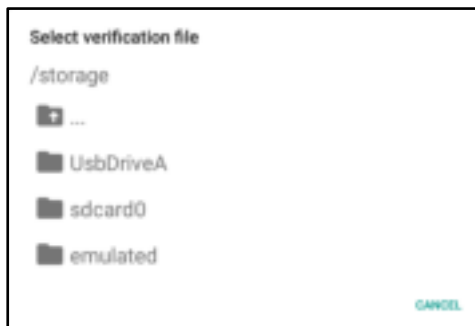 Select verification file
/storage
...
UsbDriveA
sdcard0
emulated
CANCEL